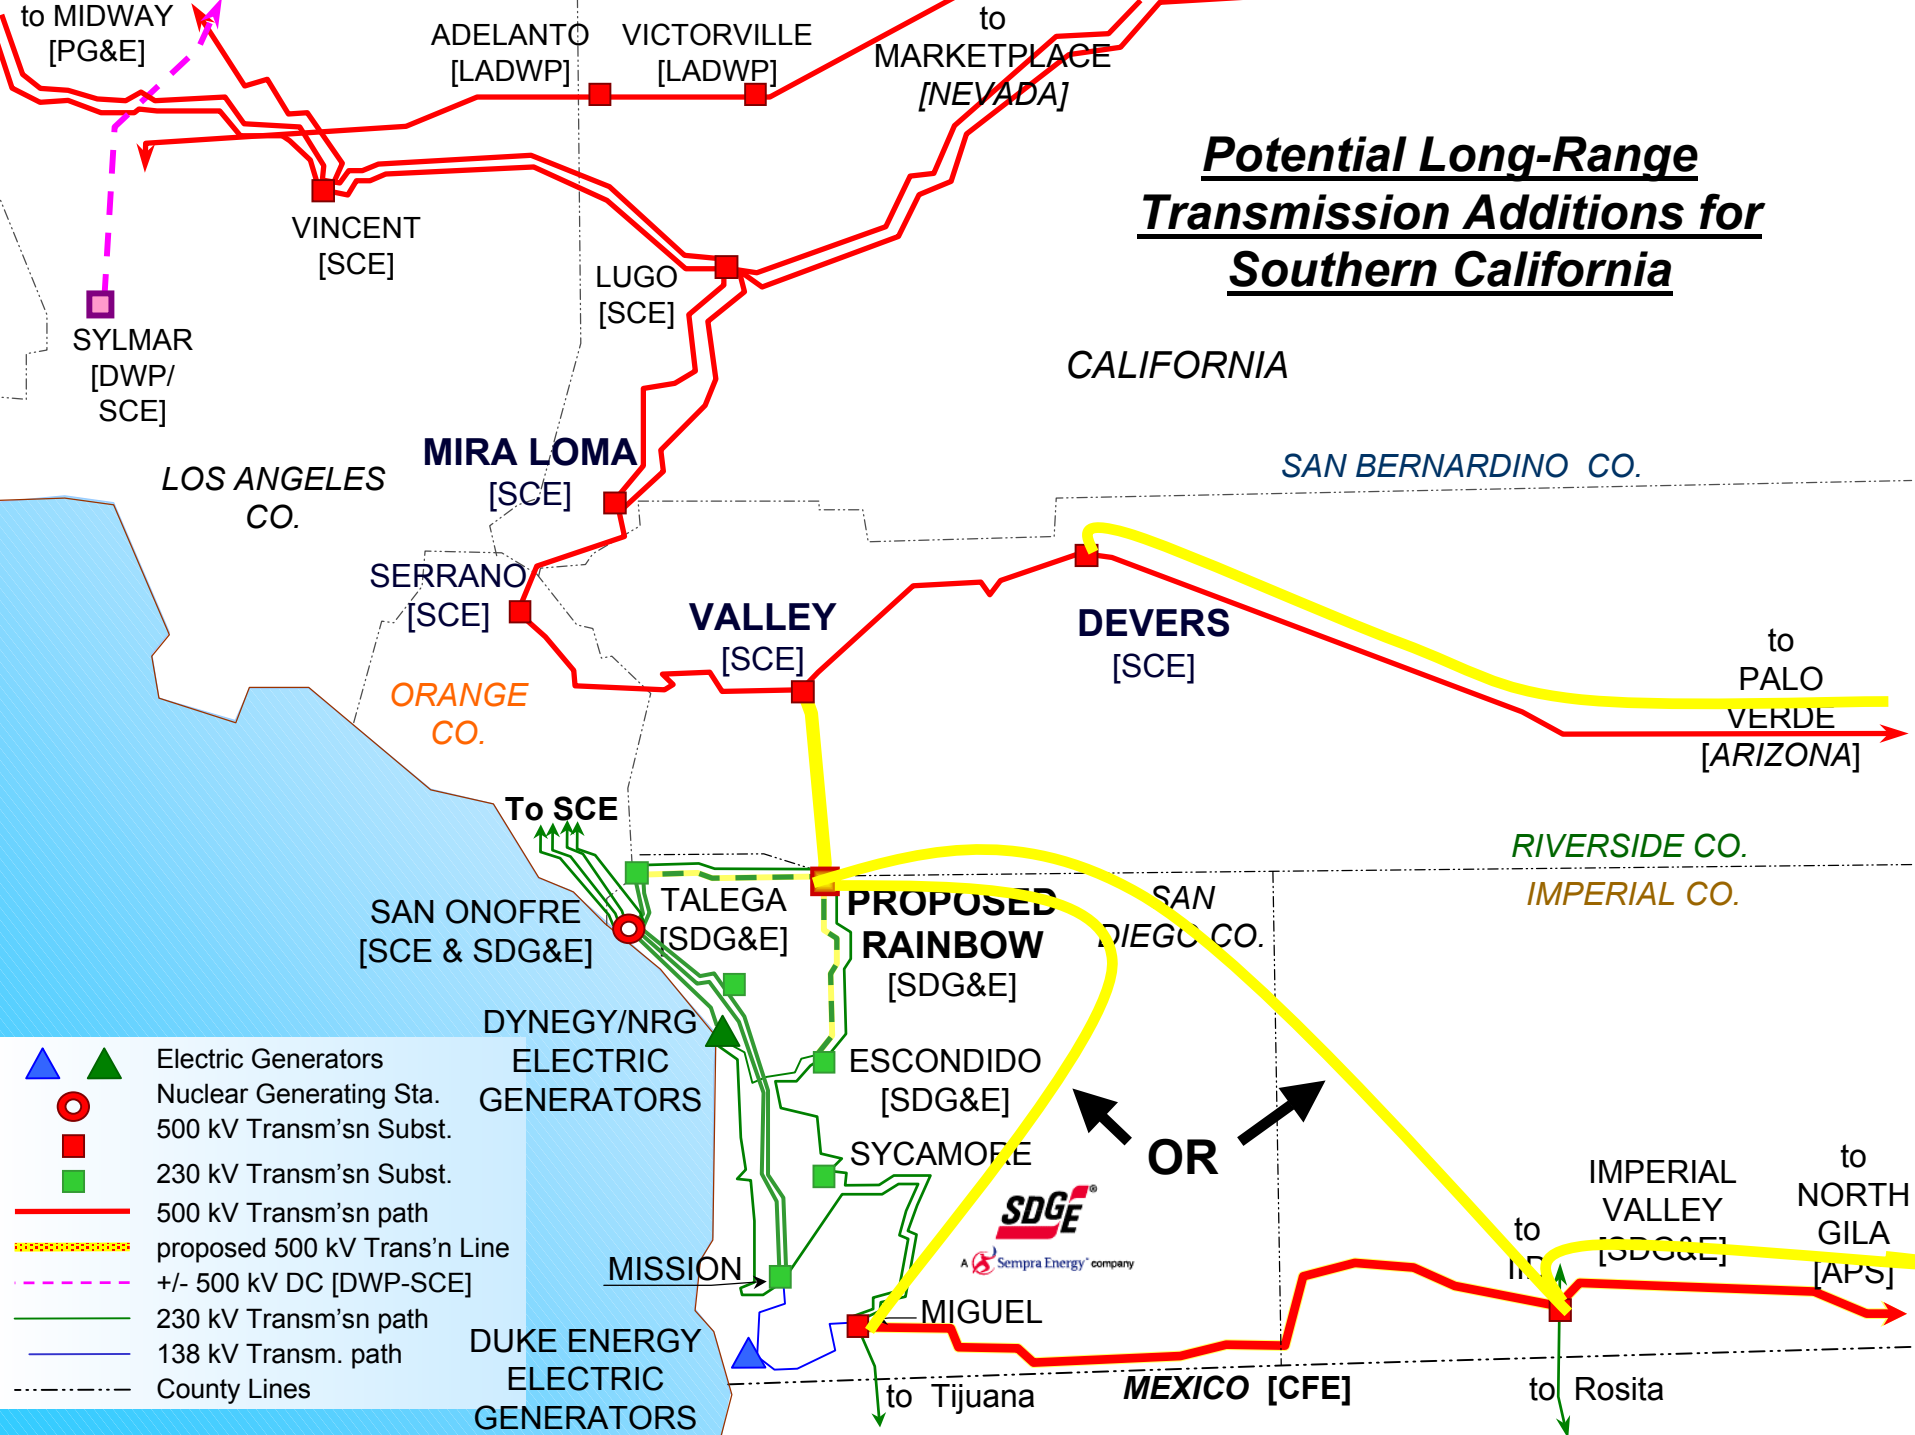 to MIDWAY
[PG&E]
ADELANTO
[LADWP]
VICTORVILLE
[LADWP]
to
MARKETPLACE
[NEVADA]
Potential Long-Range
Transmission Additions for
Southern California
VINCENT
[SCE]
LUGO
[SCE]
SYLMAR
[DWP/
SCE]
CALIFORNIA
MIRA LOMA
[SCE]
LOS ANGELES
CO.
SAN BERNARDINO CO.
SERRANO
[SCE]
VALLEY
[SCE]
DEVERS
[SCE]
to
PALO
VERDE
[ARIZONA]
ORANGE
CO.
To SCE
RIVERSIDE CO.
IMPERIAL CO.
TALEGA
[SDG&E]
PROPOSED
RAINBOW
[SDG&E]
SAN
DIEGO CO.
SAN ONOFRE
[SCE & SDG&E]
DYNEGY/NRG
ELECTRIC
GENERATORS
ESCONDIDO
[SDG&E]
SYCAMORE
OR
IMPERIAL
VALLEY
[SDG&E]
to
NORTH
GILA
[APS]
to
SDGE®
A Sempra Energy company
MISSION
MIGUEL
DUKE ENERGY
ELECTRIC
GENERATORS
to Tijuana
MEXICO [CFE]
to Rosita
Electric Generators
Nuclear Generating Sta.
500 kV Transm'sn Subst.
230 kV Transm'sn Subst.
500 kV Transm'sn path
proposed 500 kV Trans'n Line
+/- 500 kV DC [DWP-SCE]
230 kV Transm'sn path
138 kV Transm. path
County Lines